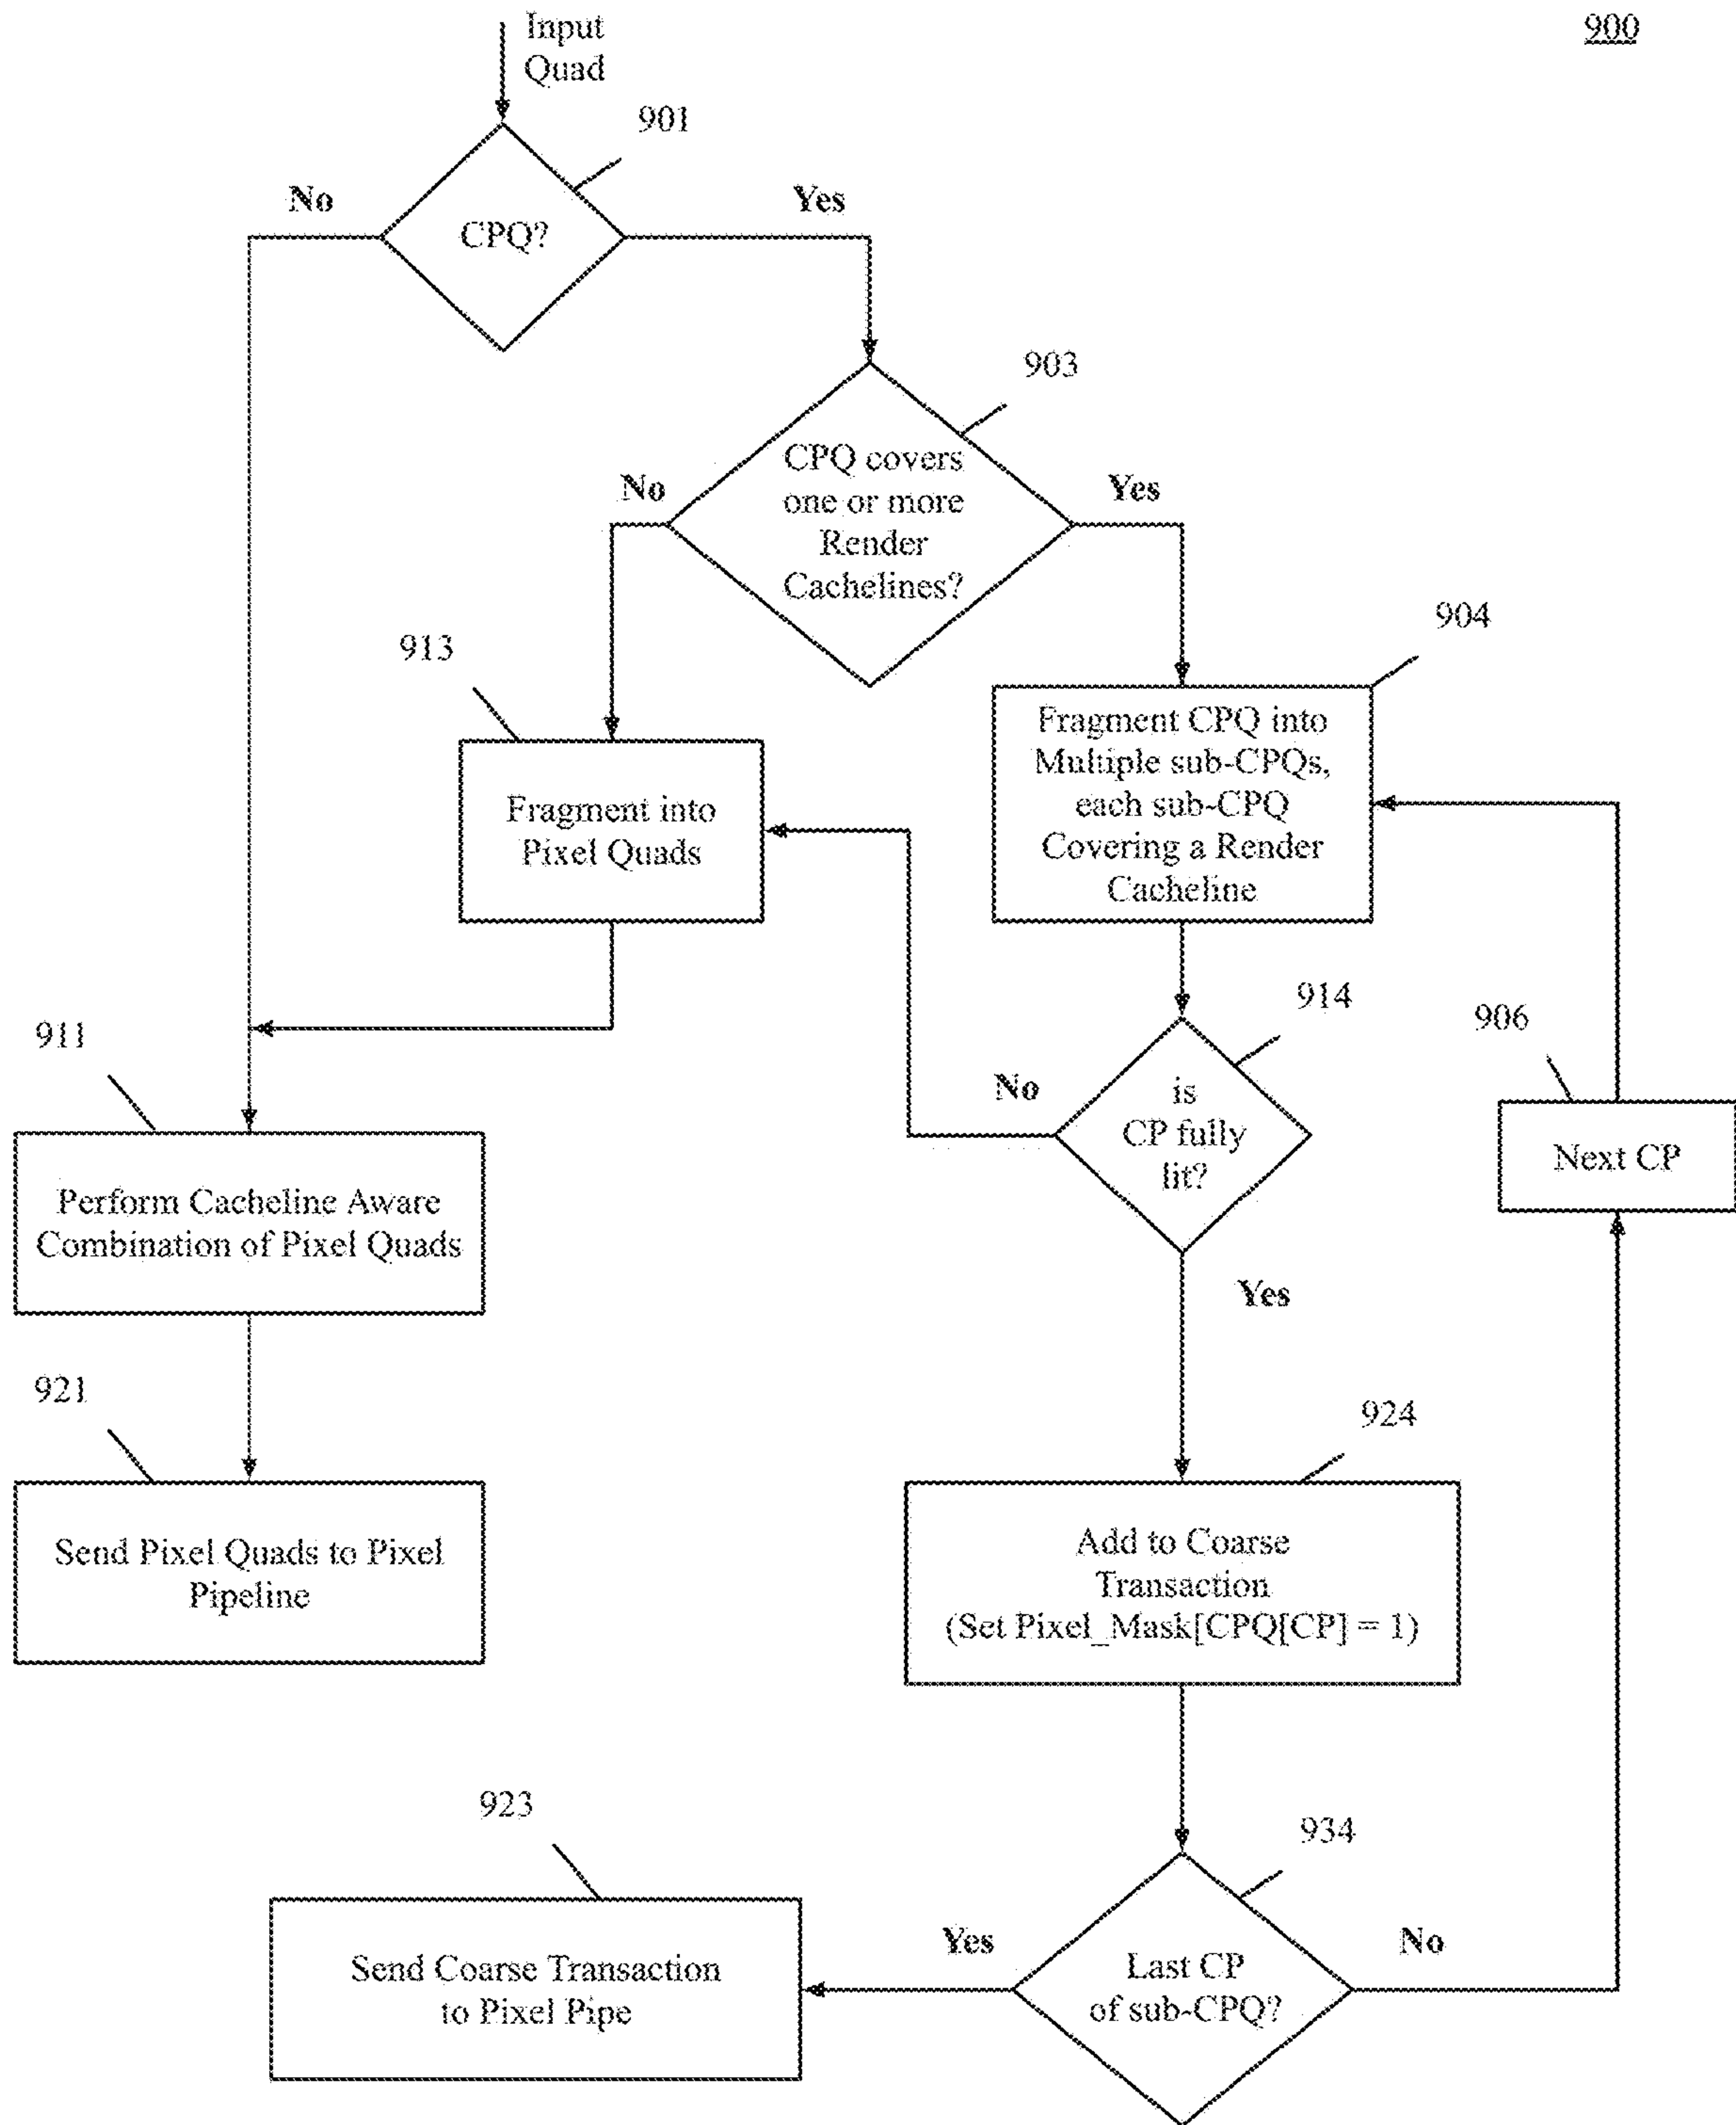 900
Input
Quad
901
No
Yes
CPQ?
903
CPQ covers
one or more
Render
Cachelines?
No
Yes
904
913
Fragment CPQ into
Multiple sub-CPQs,
each sub-CPQ
Covering a Render
Cacheline
Fragment into
Pixel Quads
914
906
911
is
CP fully
lit?
No
Next CP
Perform Cacheline Aware
Combination of Pixel Quads
Yes
921
924
Send Pixel Quads to Pixel
Pipeline
Add to Coarse
Transaction
(Set Pixel_Mask[CPQ[CP] = 1)
923
934
Yes
No
Send Coarse Transaction
to Pixel Pipe
Last CP
of sub-CPQ?